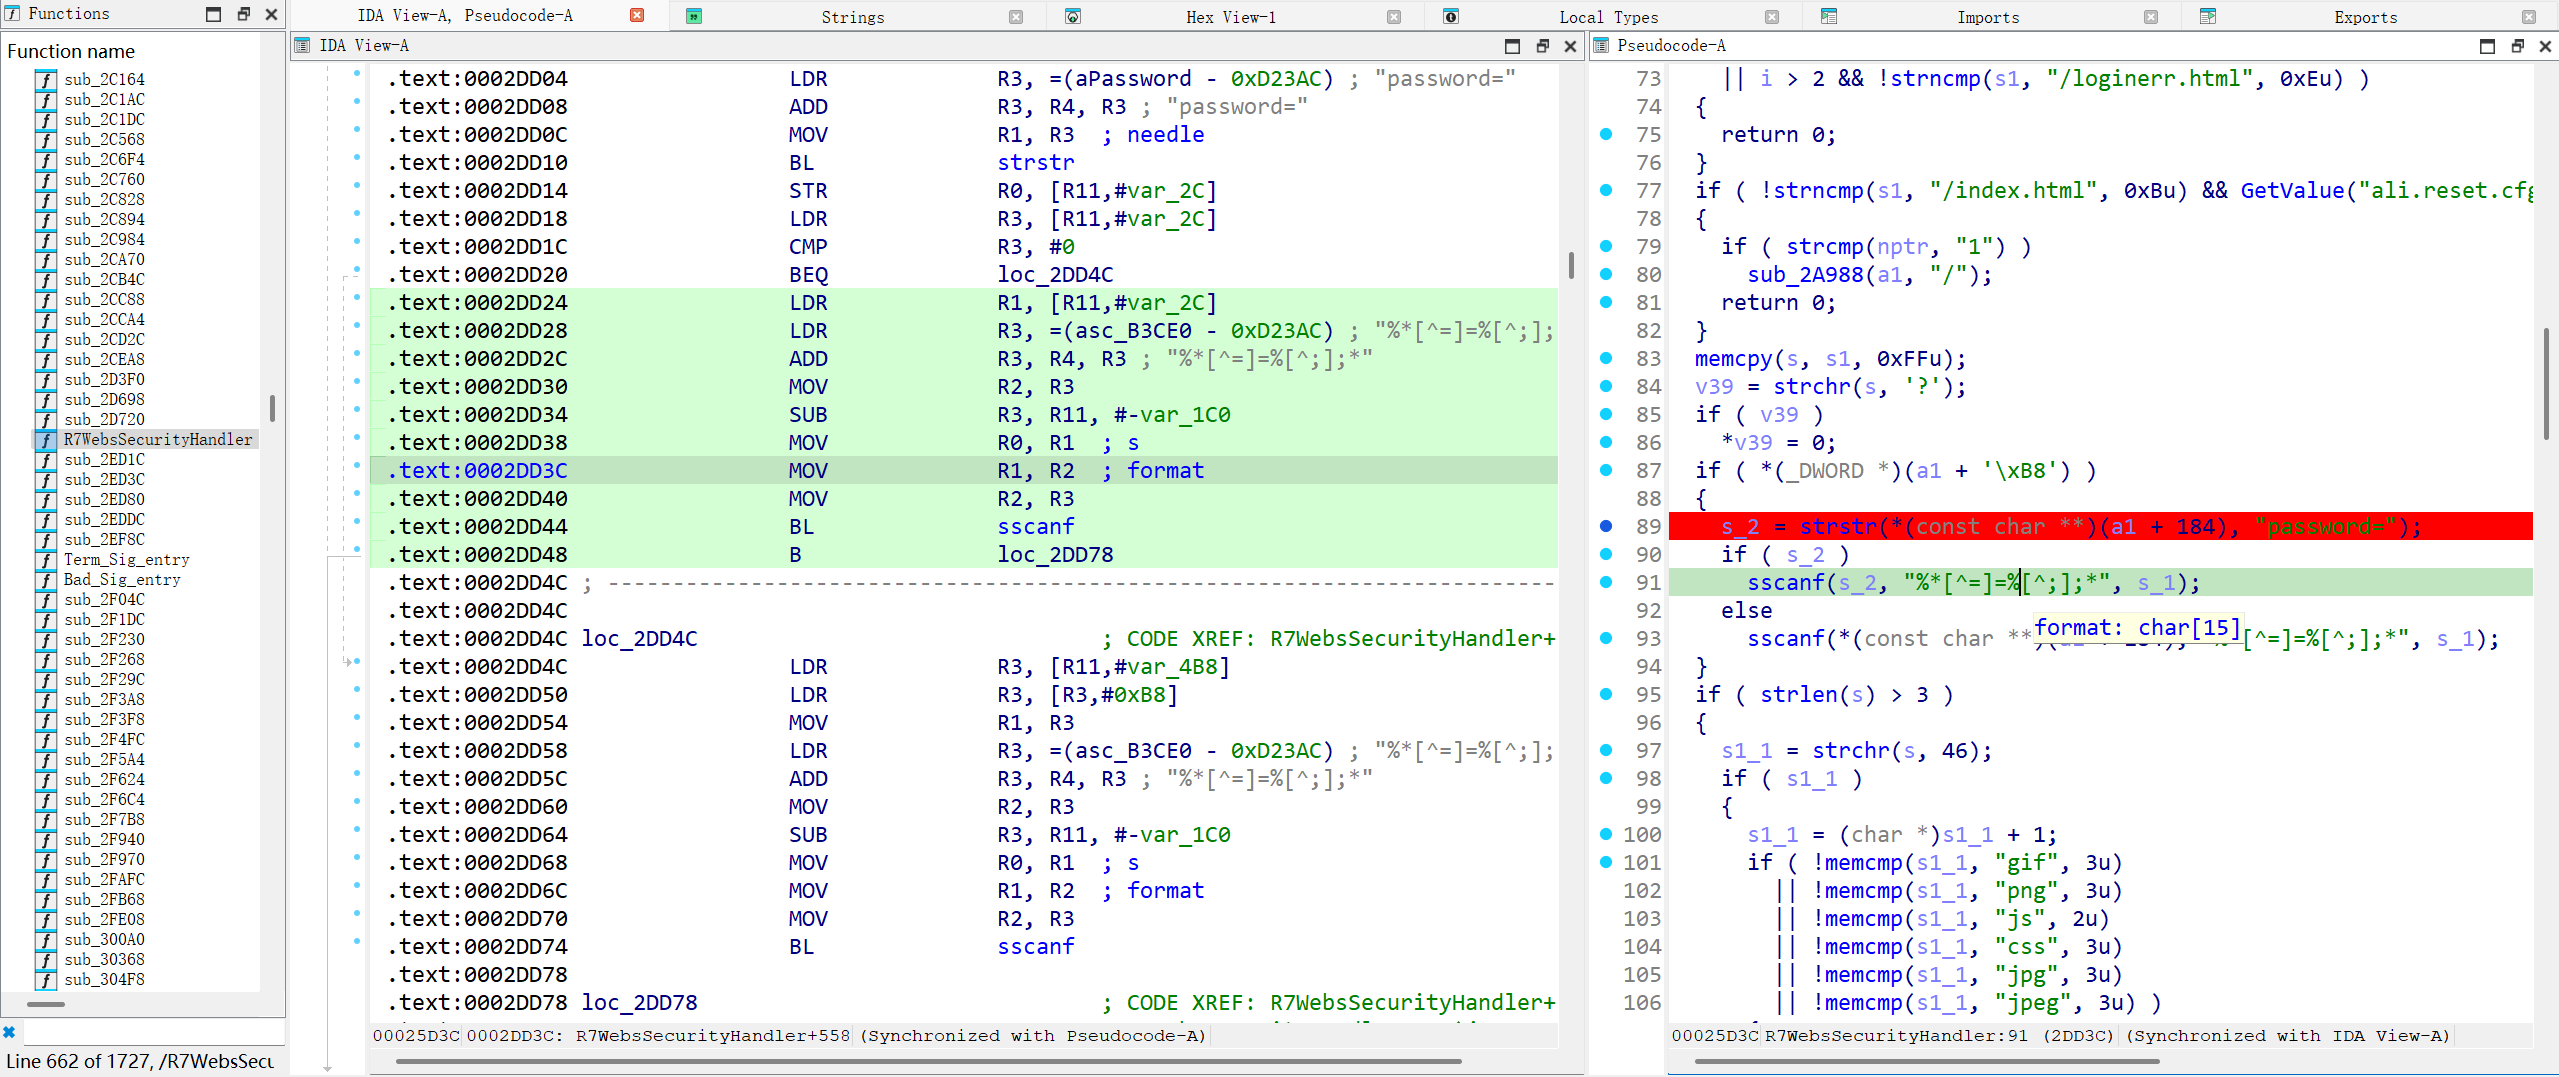 Functions
Function name
sub_2C164
sub_2C1AC
sub_2C1DC
sub_2C568
sub_2C6F4
sub_2C760
sub_2C828
sub_2C894
sub_2C984
sub_2CA70
sub_2CB4C
sub_2CC88
sub_2CCA4
sub_2CD2C
sub_2CEA8
sub_2D3F0
sub_2D698
sub_2D720
R7WebsSecurityHandler
sub_2ED1C
sub_2ED3C
sub_2ED80
sub_2EDDC
sub_2EF8C
Term_Sig_entry
Bad_Sig_entry
sub_2F04C
sub_2F1DC
sub_2F230
sub_2F268
sub_2F29C
sub_2F3A8
sub_2F3F8
sub_2F4FC
sub_2F5A4
sub_2F624
sub_2F6C4
sub_2F7B8
sub_2F940
sub_2F970
sub_2FAFC
sub_2FB68
sub_2FE08
sub_300A0
sub_30368
sub_304F8
Line 662 of 1727, /R7WebsSecu
IDA View-A, Pseudocode-A
Strings
Hex View-1
Local Types
Imports
Exports
IDA View-A
.text:0002DD04 LDR R3, =(aPassword - 0xD23AC) ; "password="
.text:0002DD08 ADD R3, R4, R3 ; "password="
.text:0002DD0C MOV R1, R3 ; needle
.text:0002DD10 BL strstr
.text:0002DD14 STR R0, [R11,#var_2C]
.text:0002DD18 LDR R3, [R11,#var_2C]
.text:0002DD1C CMP R3, #0
.text:0002DD20 BEQ loc_2DD4C
.text:0002DD24 LDR R1, [R11,#var_2C]
.text:0002DD28 LDR R3, =(asc_B3CE0 - 0xD23AC) ; "%*[^=]=%[^;];
.text:0002DD2C ADD R3, R4, R3 ; "%*[^=]=%[^;];*"
.text:0002DD30 MOV R2, R3
.text:0002DD34 SUB R3, R11, #-var_1C0
.text:0002DD38 MOV R0, R1 ; s
.text:0002DD3C MOV R1, R2 ; format
.text:0002DD40 MOV R2, R3
.text:0002DD44 BL sscanf
.text:0002DD48 B loc_2DD78
.text:0002DD4C ; --------------------------------------------------------------------------
.text:0002DD4C
.text:0002DD4C loc_2DD4C ; CODE XREF: R7WebsSecurityHandler+
.text:0002DD4C LDR R3, [R11,#var_4B8]
.text:0002DD50 LDR R3, [R3,#0xB8]
.text:0002DD54 MOV R1, R3
.text:0002DD58 LDR R3, =(asc_B3CE0 - 0xD23AC) ; "%*[^=]=%[^;];
.text:0002DD5C ADD R3, R4, R3 ; "%*[^=]=%[^;];*"
.text:0002DD60 MOV R2, R3
.text:0002DD64 SUB R3, R11, #-var_1C0
.text:0002DD68 MOV R0, R1 ; s
.text:0002DD6C MOV R1, R2 ; format
.text:0002DD70 MOV R2, R3
.text:0002DD74 BL sscanf
.text:0002DD78
.text:0002DD78 loc_2DD78 ; CODE XREF: R7WebsSecurityHandler+
00025D3C 0002DD3C: R7WebsSecurityHandler+558 (Synchronized with Pseudocode-A)
Pseudocode-A
73 || i > 2 && !strncmp(s1, "/loginerr.html", 0xEu) )
74 {
75 return 0;
76 }
77 if ( !strncmp(s1, "/index.html", 0xBu) && GetValue("ali.reset.cfg
78 {
79 if ( strcmp(nptr, "1") )
80 sub_2A988(a1, "/");
81 return 0;
82 }
83 memcpy(s, s1, 0xFFu);
84 v39 = strchr(s, '?');
85 if ( v39 )
86 *v39 = 0;
87 if ( *(_DWORD *)(a1 + '\xB8') )
88 {
89 s_2 = strstr(*(const char **)(a1 + 184), "password=");
90 if ( s_2 )
91 sscanf(s_2, "%*[^=]=%[^;];*", s_1);
92 else
93 sscanf(*(const char **)[^=]=%[^;];*", s_1);
format: char[15]
94 }
95 if ( strlen(s) > 3 )
96 {
97 s1_1 = strchr(s, 46);
98 if ( s1_1 )
99 {
100 s1_1 = (char *)s1_1 + 1;
101 if ( !memcmp(s1_1, "gif", 3u)
102 || !memcmp(s1_1, "png", 3u)
103 || !memcmp(s1_1, "js", 2u)
104 || !memcmp(s1_1, "css", 3u)
105 || !memcmp(s1_1, "jpg", 3u)
106 || !memcmp(s1_1, "jpeg", 3u) )
00025D3C R7WebsSecurityHandler:91 (2DD3C) (Synchronized with IDA View-A)